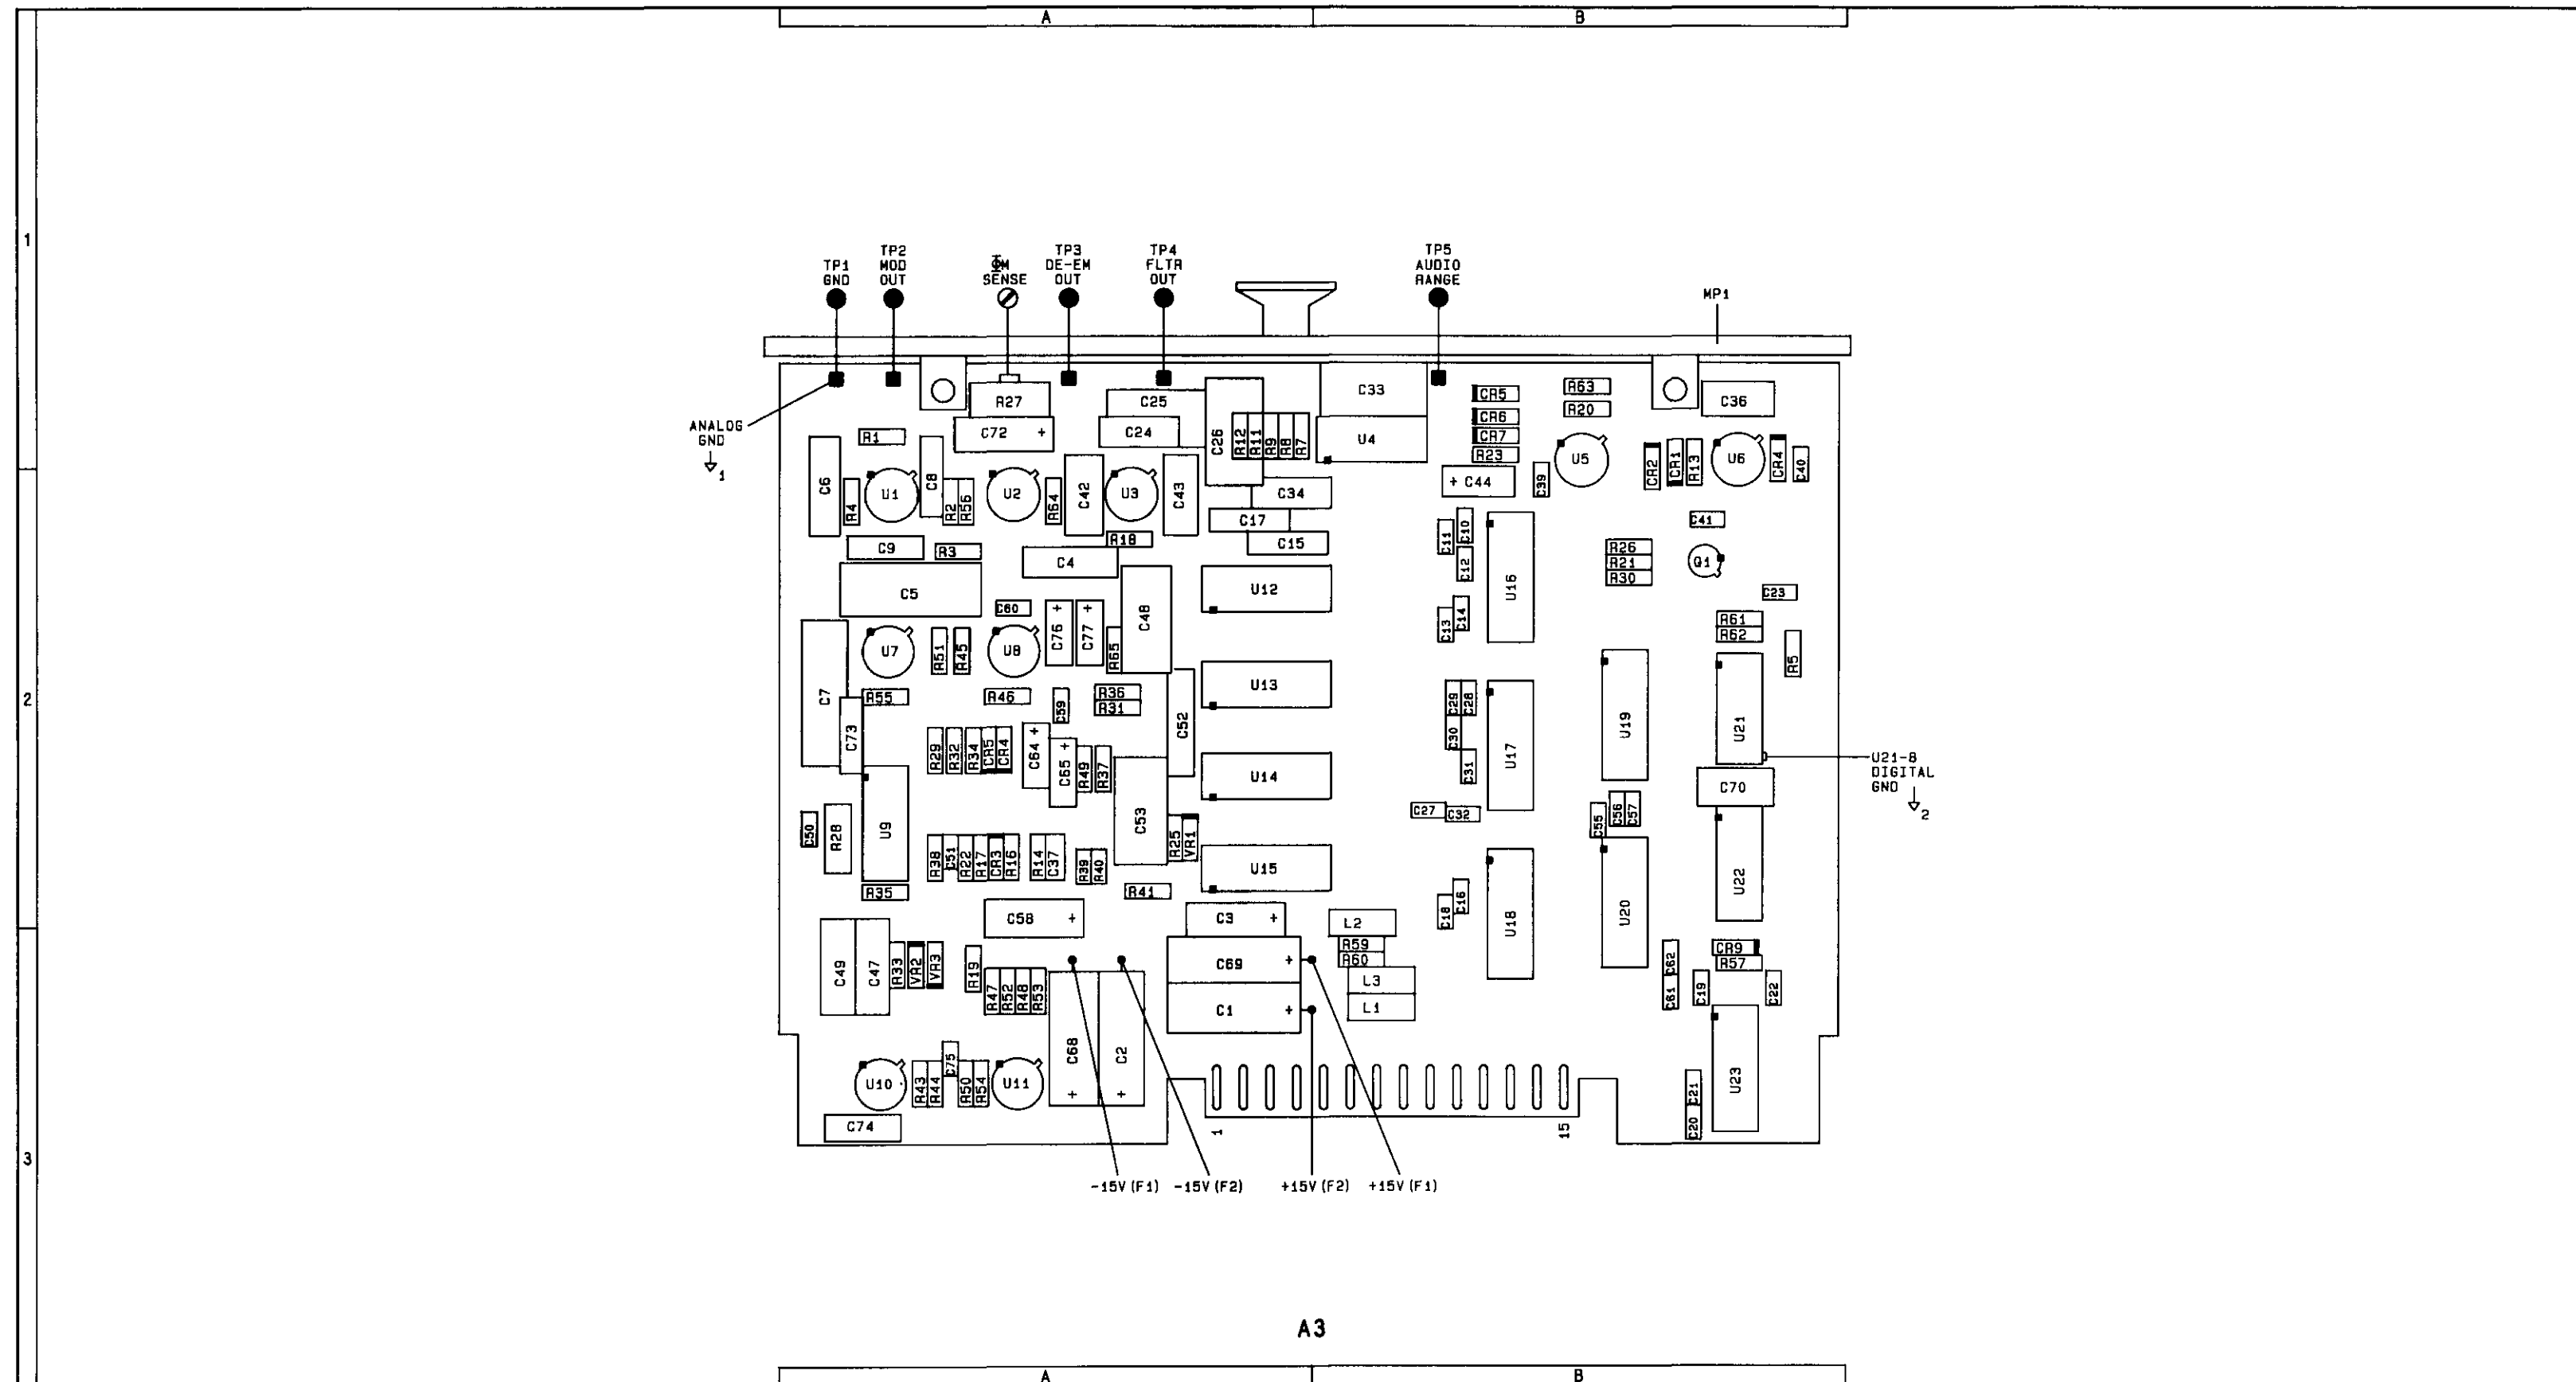 A
B
1
TP1
GND
TP2
MOD
OUT
ΦM
SENSE
TP3
DE-EM
OUT
TP4
FLTR
OUT
TP5
AUDIO
RANGE
MP1
ANALOG
GND
1
R27
C25
C33
CR5
R63
C36
R1
C72 +
C24
C26
R12
R11
R9
R8
R7
U4
CR6
R20
CR7
R23
U5
CR2
CR1
R13
U6
CR4
C40
C6
R4
U1
C8
R2
R56
U2
R64
C42
U3
C43
C34
+ C44
C39
C17
C11
C10
C41
C9
R3
C4
R18
C15
C12
U16
R26
R21
R30
Q1
C5
C60
C76 +
C77 +
C48
U12
C13
C14
C23
R61
R62
2
C7
U7
R51
R45
U8
R65
U13
R5
R55
R46
C59
R36
R31
C52
C29
C28
U19
U21
C73
R29
R32
R34
CR5
CR4
C64 +
C65 +
R49
R37
U14
C30
C31
U17
U21-8
DIGITAL
GND
2
C70
C50
R28
U9
C53
R25
VR1
C27
C32
C55
C56
C57
R38
C51
R22
R17
CR3
R16
R14
C37
R39
R40
U15
U22
R35
R41
C58 +
C3 +
L2
C18
C16
U18
U20
C49
C47
R33
VR2
VR3
R19
C69 +
R59
R60
L3
C62
CR9
R57
R47
R52
R48
R53
C1 +
L1
C61
C19
C22
C68 +
C2 +
U10
R43
R44
C75
R50
R54
U11
C21
C20
U23
C74
1
15
3
-15V (F1)
-15V (F2)
+15V (F2)
+15V (F1)
A3
A
B